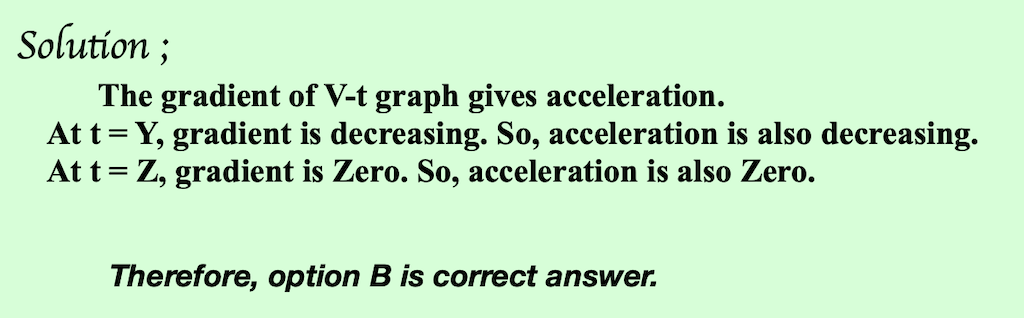 Solution ;
The gradient of V-t graph gives acceleration.
At t = Y, gradient is decreasing. So, acceleration is also decreasing.
At t = Z, gradient is Zero. So, acceleration is also Zero.
Therefore, option B is correct answer.